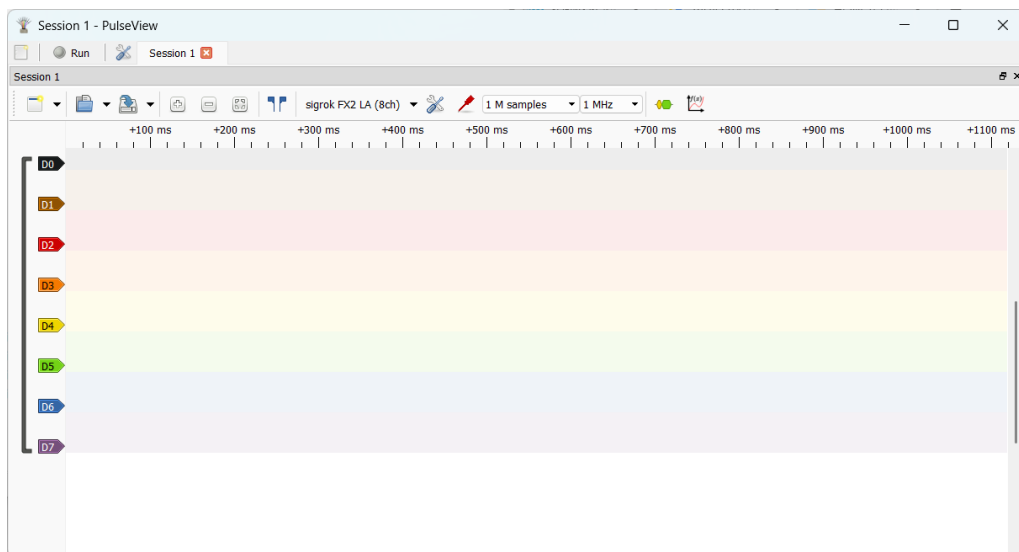 Session 1 - PulseView
Run Session 1
Session 1
sigrok FX2 LA (8ch) 1 M samples 1 MHz f(x)
+100 ms +200 ms +300 ms +400 ms +500 ms +600 ms +700 ms +800 ms +900 ms +1000 ms +1100 ms
D0
D1
D2
D3
D4
D5
D6
D7